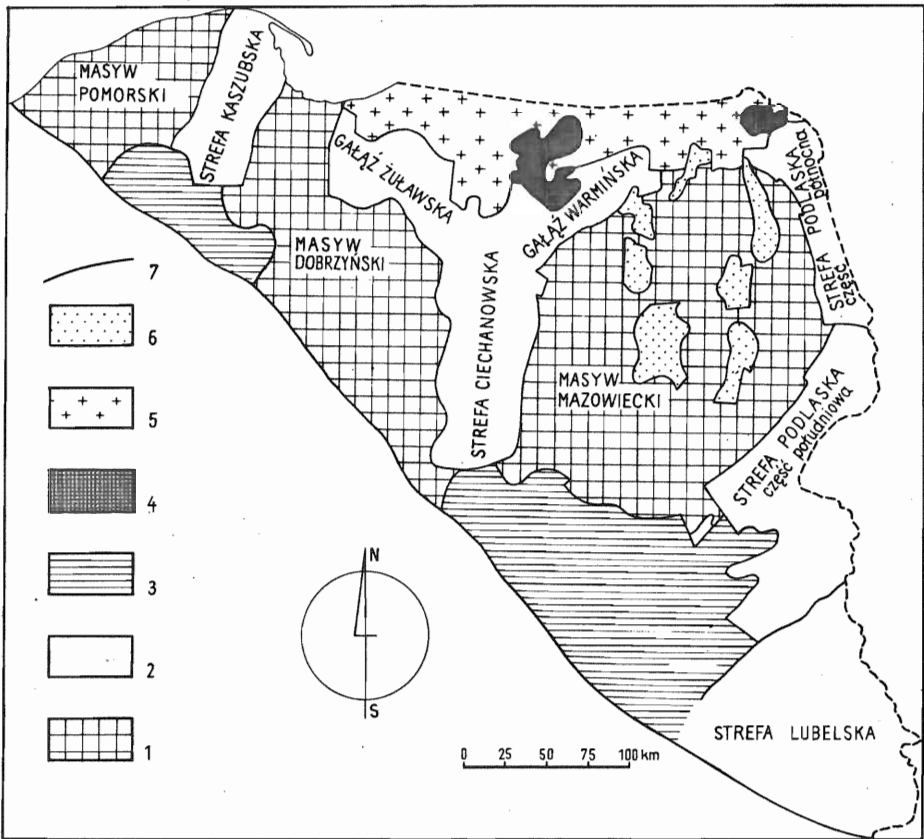 MASYW
POMORSKI
STREFA KASZUBSKA
GAŁĄŹ ŻUŁAWSKA
GAŁĄŹ WARMIŃSKA
STREFA PODLASKA
część północna
MASYW
DOBRZYŃSKI
STREFA CIECHANOWSKA
MASYW
MAZOWIECKI
STREFA PODLASKA
część południowa
STREFA LUBELSKA
7
6
5
4
3
2
1
N
S
0 25 50 75 100 km